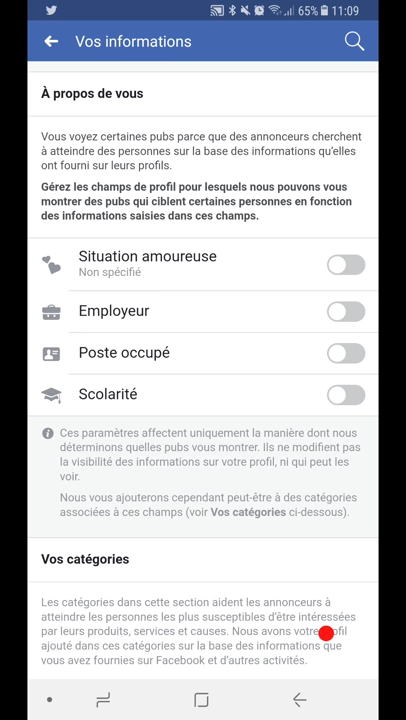 65% 11:09
Vos informations
À propos de vous
Vous voyez certaines pubs parce que des annonceurs cherchent
à atteindre des personnes sur la base des informations qu'elles
ont fourni sur leurs profils.
Gérez les champs de profil pour lesquels nous pouvons vous
montrer des pubs qui ciblent certaines personnes en fonction
des informations saisies dans ces champs.
Situation amoureuse
Non spécifié
Employeur
Poste occupé
Scolarité
Ces paramètres affectent uniquement la manière dont nous
déterminons quelles pubs vous montrer. Ils ne modifient pas
la visibilité des informations sur votre profil, ni qui peut les
voir.
Nous vous ajouterons cependant peut-être à des catégories
associées à ces champs (voir Vos catégories ci-dessous).
Vos catégories
Les catégories dans cette section aident les annonceurs à
atteindre les personnes les plus susceptibles d'être intéressées
par leurs produits, services et causes. Nous avons votre profil
ajouté dans ces catégories sur la base des informations que
vous avez fournies sur Facebook et d'autres activités.